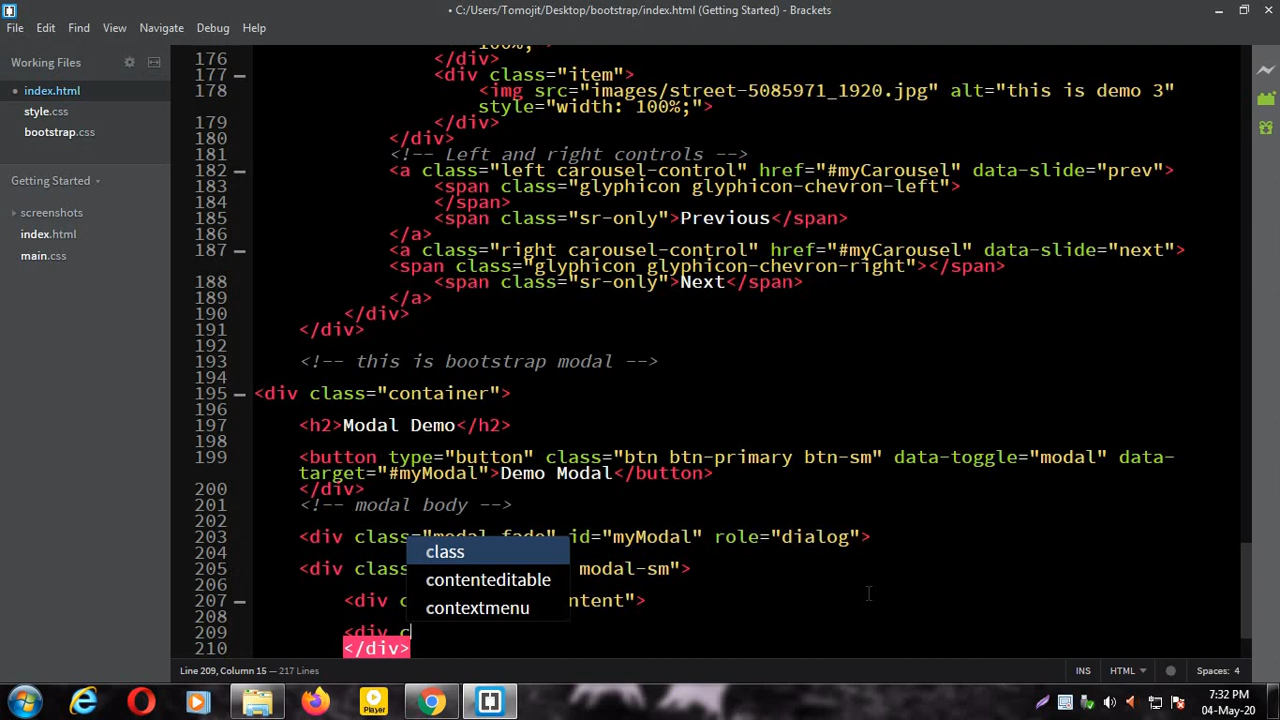 • C:/Users/Tomojit/Desktop/bootstrap/index.html (Getting Started) - Brackets
File Edit Find View Navigate Debug Help
Working Files
• index.html
style.css
bootstrap.css
Getting Started
screenshots
index.html
main.css
176 </div>
177 <div class="item">
178 <img src="images/street-5085971_1920.jpg" alt="this is demo 3"
style="width: 100%;">
179 </div>
180 </div>
181 <!-- Left and right controls -->
182 <a class="left carousel-control" href="#myCarousel" data-slide="prev">
183 <span class="glyphicon glyphicon-chevron-left">
184 </span>
185 <span class="sr-only">Previous</span>
186 </a>
187 <a class="right carousel-control" href="#myCarousel" data-slide="next">
<span class="glyphicon glyphicon-chevron-right"></span>
188 <span class="sr-only">Next</span>
189 </a>
190 </div>
191 </div>
192
193 <!-- this is bootstrap modal -->
194
195 <div class="container">
196
197 <h2>Modal Demo</h2>
198
199 <button type="button" class="btn btn-primary btn-sm" data-toggle="modal" data-
target="#myModal">Demo Modal</button>
200 </div>
201 <!-- modal body -->
202
203 <div class= id="myModal" role="dialog">
204
205 <div class modal-sm">
206
207 <div c ntent">
208
209 <div c
210 </div>
class
contenteditable
contextmenu
Line 209, Column 15 — 217 Lines
INS HTML Spaces: 4
Player
7:32 PM
04-May-20